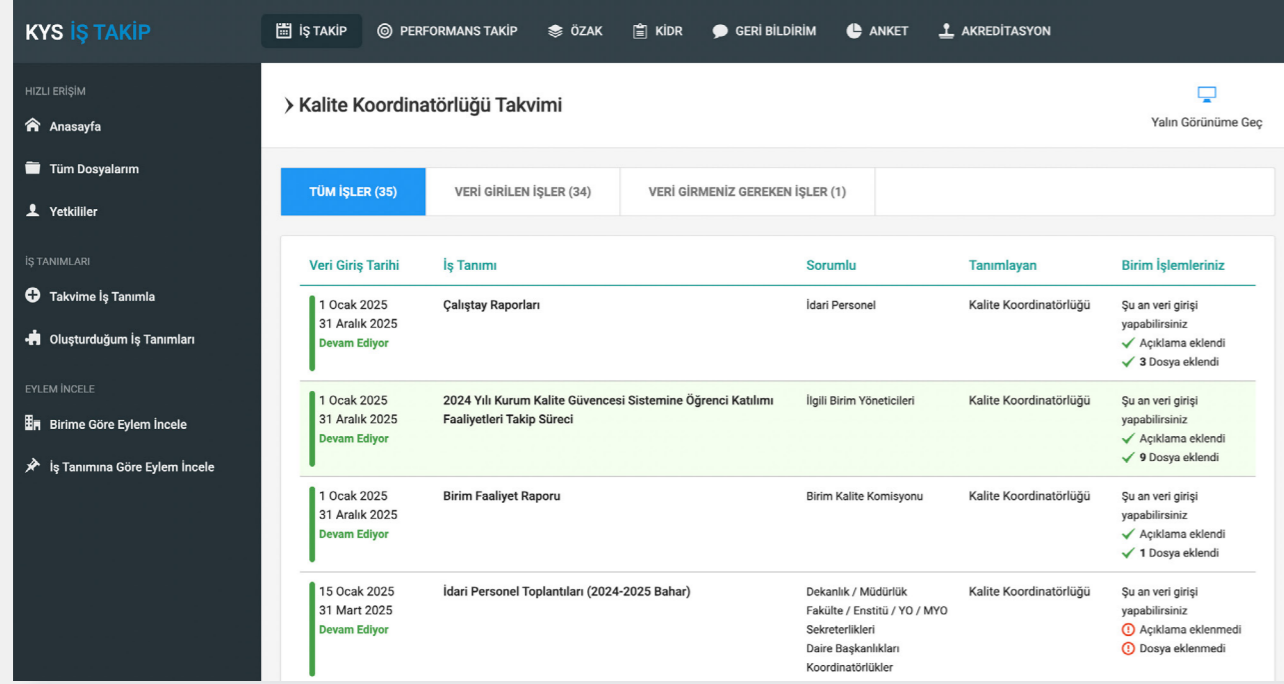 KYS İŞ TAKİP
İŞ TAKİP
PERFORMANS TAKİP
ÖZAK
KİDR
GERİ BİLDİRİM
ANKET
AKREDİTASYON
HIZLI ERİŞİM
Anasayfa
Tüm Dosyalarım
Yetkililer
İŞ TANIMLARI
Takvime İş Tanımla
Oluşturduğum İş Tanımları
EYLEM İNCELE
Birime Göre Eylem İncele
İş Tanımına Göre Eylem İncele
Kalite Koordinatörlüğü Takvimi
Yalın Görünüme Geç
TÜM İŞLER (35)
VERİ GİRİLEN İŞLER (34)
VERİ GİRMENİZ GEREKEN İŞLER (1)
Veri Giriş Tarihi
İş Tanımı
Sorumlu
Tanımlayan
Birim İşlemleriniz
1 Ocak 2025
31 Aralık 2025
Devam Ediyor
Çalıştay Raporları
İdari Personel
Kalite Koordinatörlüğü
Şu an veri girişi
yapabilirsiniz
Açıklama eklendi
3 Dosya eklendi
1 Ocak 2025
31 Aralık 2025
Devam Ediyor
2024 Yılı Kurum Kalite Güvencesi Sistemine Öğrenci Katılımı
Faaliyetleri Takip Süreci
İlgili Birim Yöneticileri
Kalite Koordinatörlüğü
Şu an veri girişi
yapabilirsiniz
Açıklama eklendi
9 Dosya eklendi
1 Ocak 2025
31 Aralık 2025
Devam Ediyor
Birim Faaliyet Raporu
Birim Kalite Komisyonu
Kalite Koordinatörlüğü
Şu an veri girişi
yapabilirsiniz
Açıklama eklendi
1 Dosya eklendi
15 Ocak 2025
31 Mart 2025
Devam Ediyor
İdari Personel Toplantıları (2024-2025 Bahar)
Dekanlık / Müdürlük
Fakülte / Enstitü / YO / MYO
Sekreterlikleri
Daire Başkanlıkları
Koordinatörlükler
Kalite Koordinatörlüğü
Şu an veri girişi
yapabilirsiniz
Açıklama eklenmedi
Dosya eklenmedi